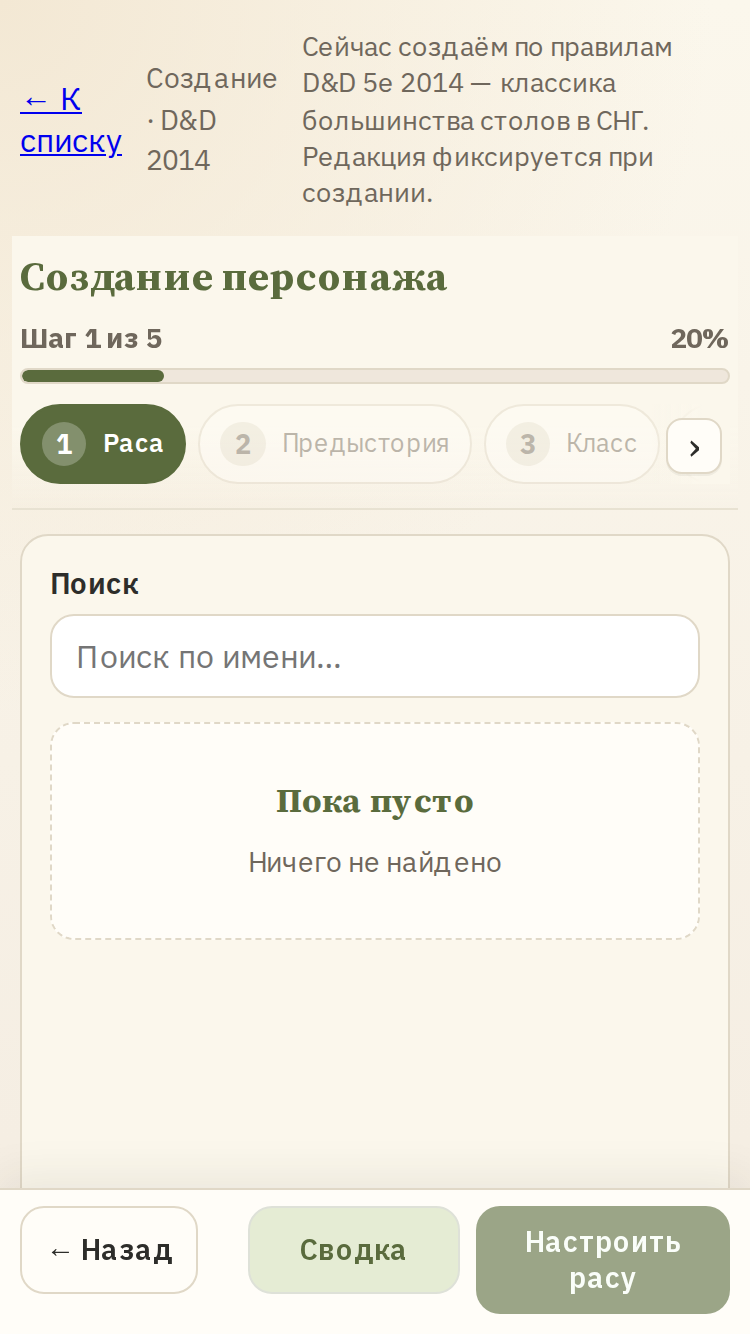 ← К
списку
Создание
· D&D
2014
Сейчас создаём по правилам
D&D 5e 2014 — классика
большинства столов в СНГ.
Редакция фиксируется при
создании.
Создание персонажа
Шаг 1 из 5
20%
1 Раса
2 Предыстория
3 Класс
›
Поиск
Поиск по имени...
Пока пусто
Ничего не найдено
← Назад
Сводка
Настроить
расу